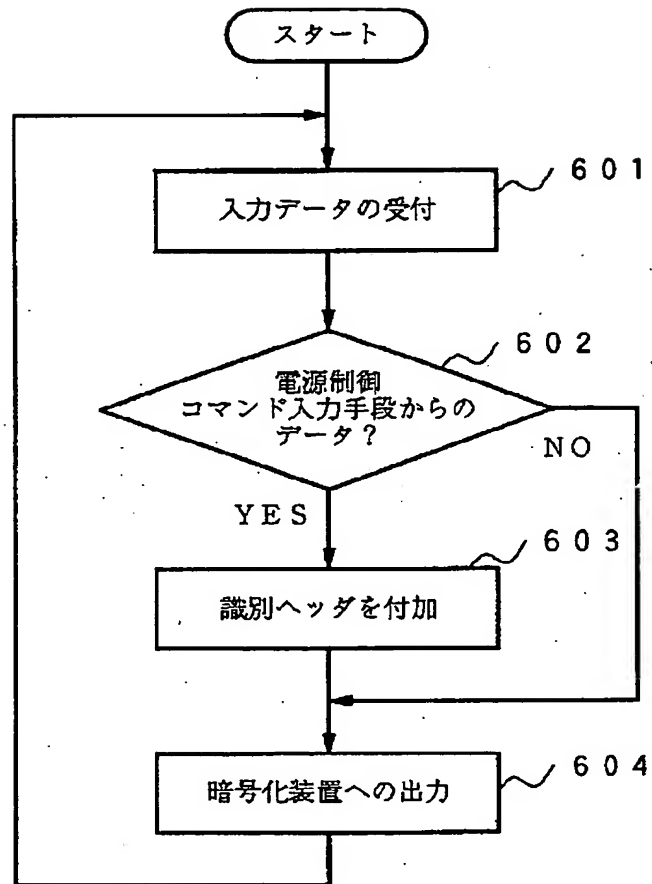 スタート
601
入力データの受付
602
電源制御
コマンド入力手段からの
データ?
NO
YES
603
識別ヘッダを付加
604
暗号化装置への出力